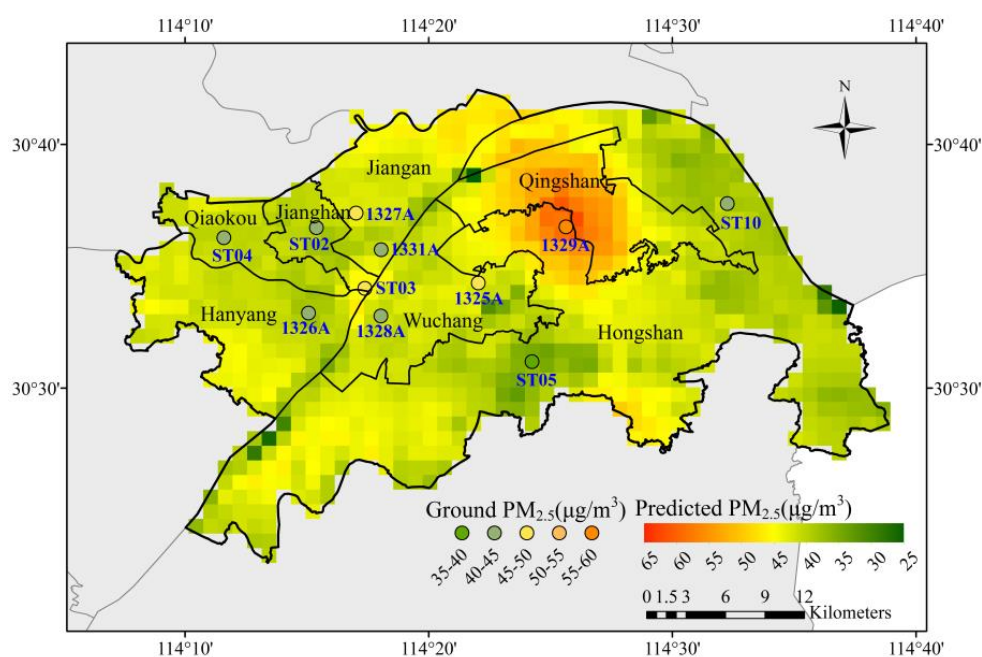 114°10' 114°20' 114°30' 114°40'
N
30°40' 30°40'
Jiangan
Qingshan
Qiaokou Jianghan 1327A ST10
ST02 1329A
ST04 1331A
ST03
1325A
Hanyang 1326A 1328A Wuchang Hongshan
ST05
30°30' 30°30'
Ground PM2.5(μg/m3) Predicted PM2.5(μg/m3)
35-40 40-45 45-50 50-55 55-60 65 60 55 50 45 40 35 30 25
0 1.5 3 6 9 12
Kilometers
114°10' 114°20' 114°30' 114°40'